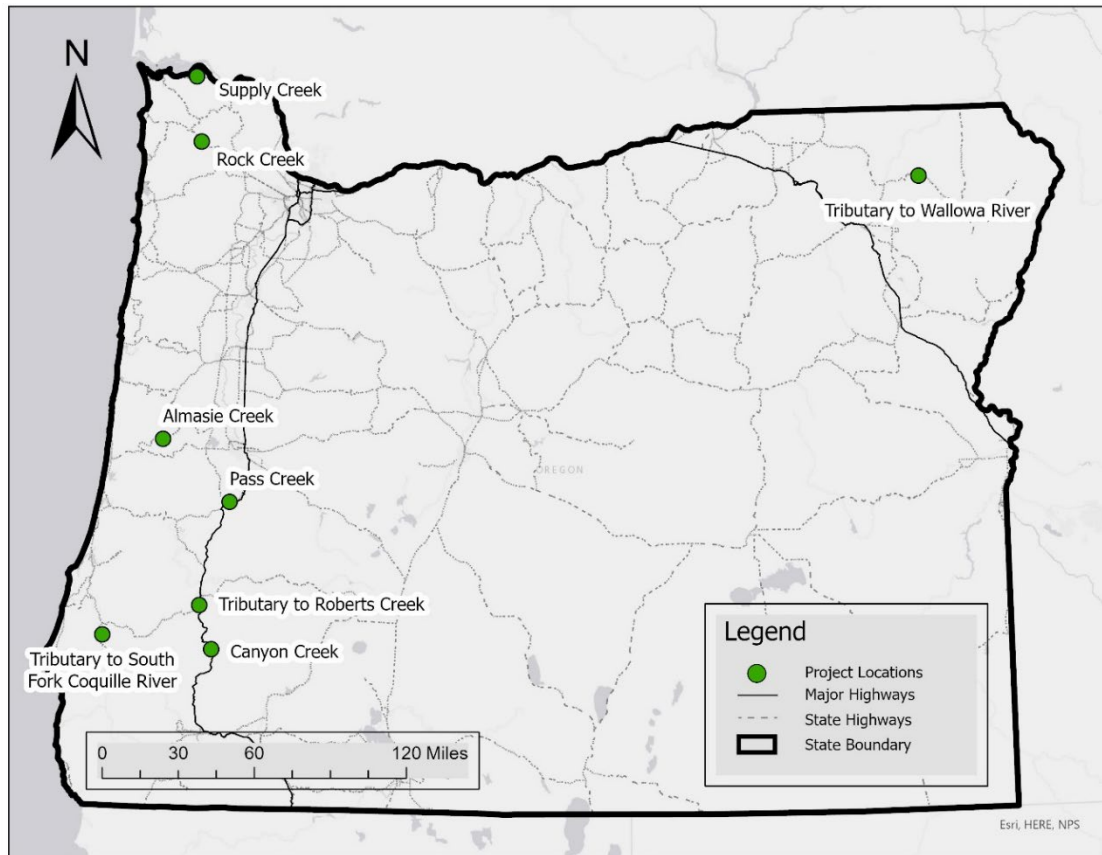 N
Supply Creek
Rock Creek
Tributary to Wallowa River
Almasie Creek
OREGON
Pass Creek
Tributary to Roberts Creek
Tributary to South
Fork Coquille River
Canyon Creek
Legend
Project Locations
Major Highways
State Highways
State Boundary
0 30 60 120 Miles
Esri, HERE, NPS